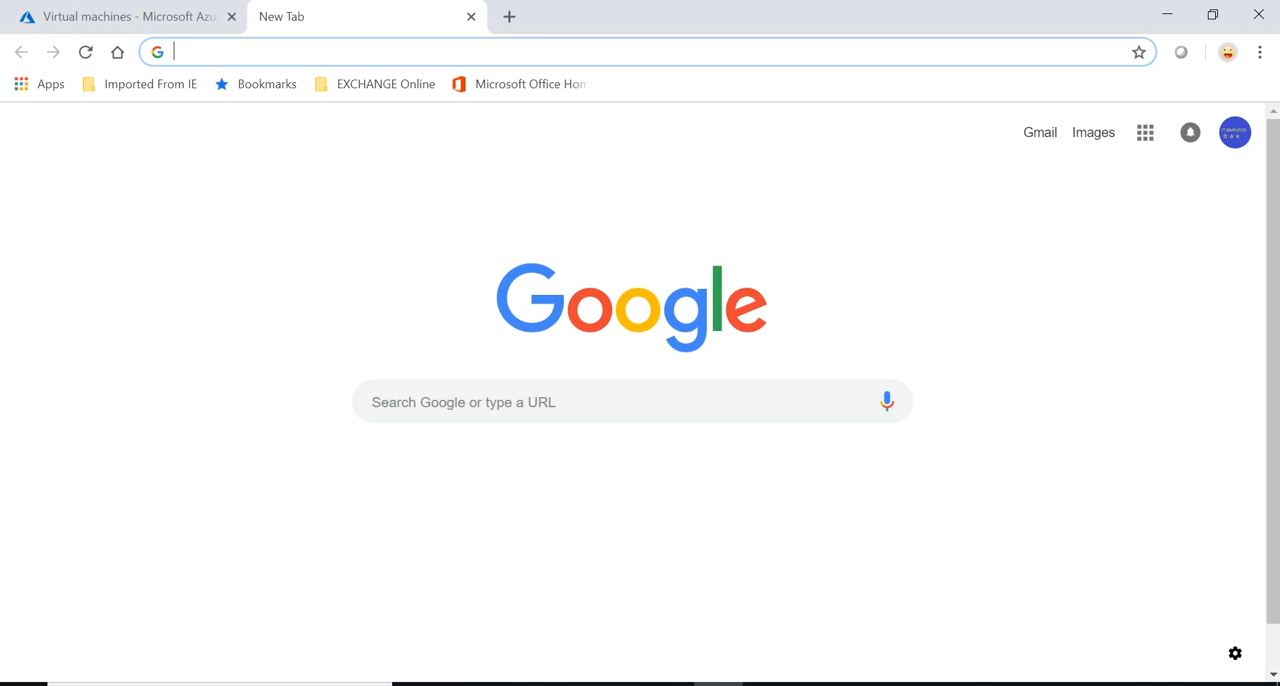 Virtual machines - Microsoft Azu
New Tab
Apps
Imported From IE
Bookmarks
EXCHANGE Online
Microsoft Office Hom
Gmail
Images
Google
Search Google or type a URL